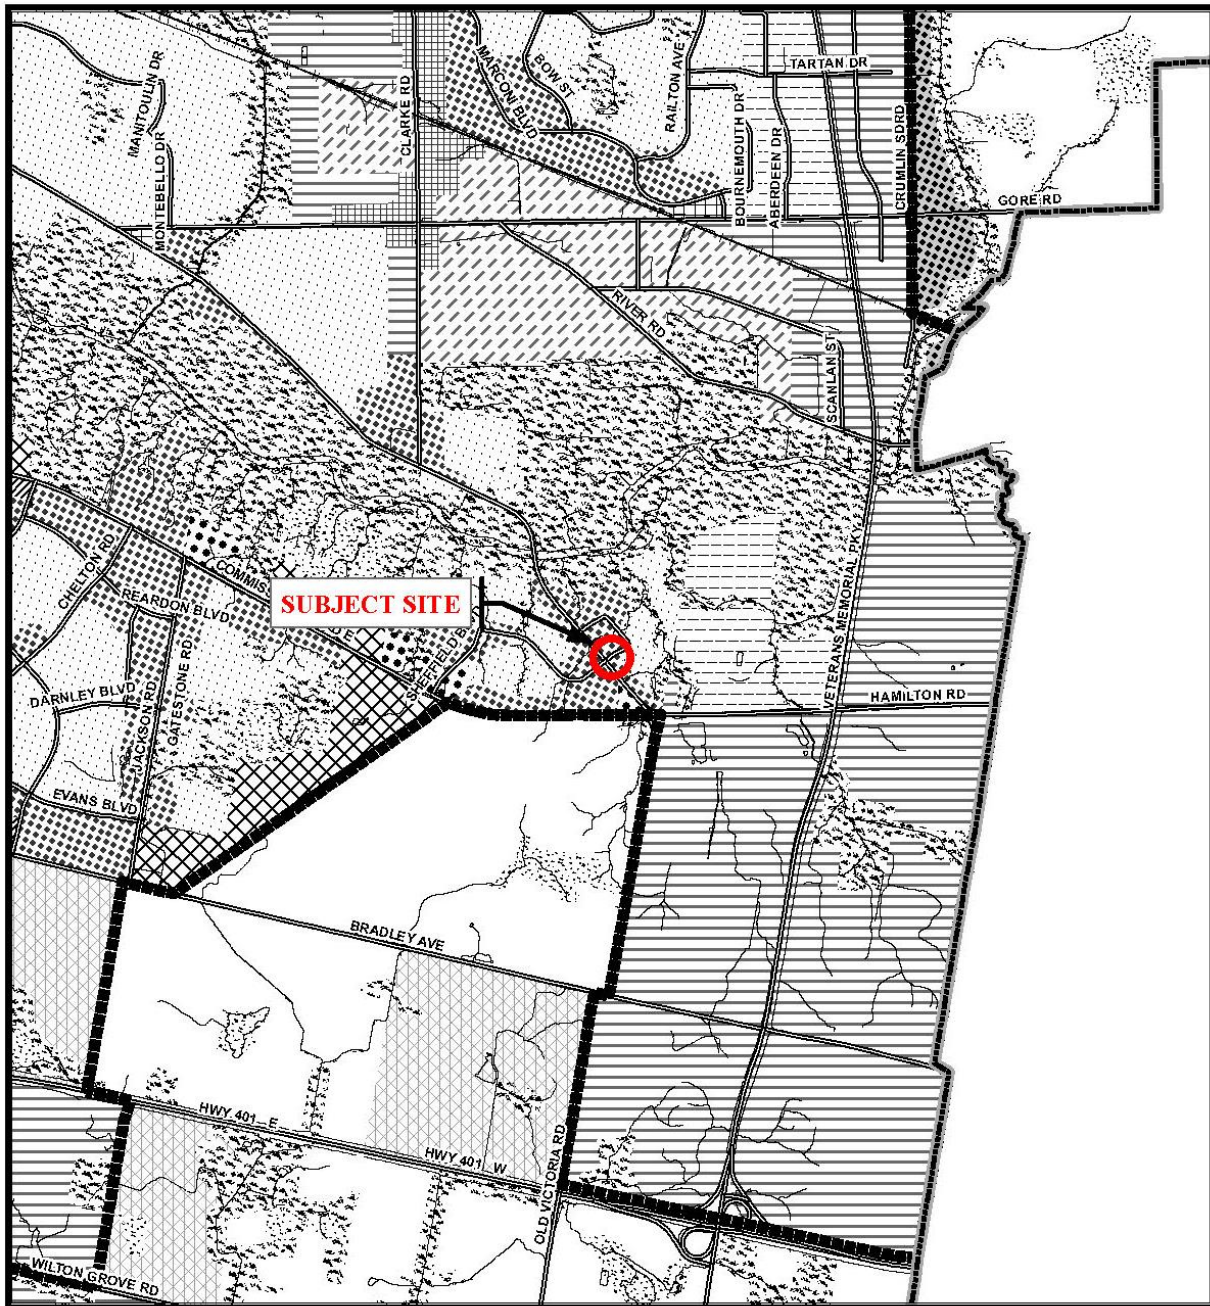 MANITOULIN DR
MONTEBELLO DR
CLARKE RD
MARCONI BLVD
BOW ST
RAILTON AVE
TARTAN DR
BOURNEMOUTH DR
ABERDEEN DR
CRUMLIN SDRD
GORE RD
RIVER RD
SCANLAN ST
CHELTON RD
COMMIS
REARDON BLVD
SUBJECT SITE
VETERANS MEMORIAL PKY
HAMILTON RD
DARNLEY BLVD
JACKSON RD
GATESTONE RD
EVANS BLVD
BRADLEY AVE
HWY 401 E
HWY 401 W
OLD VICTORIA RD
WILTON GROVE RD